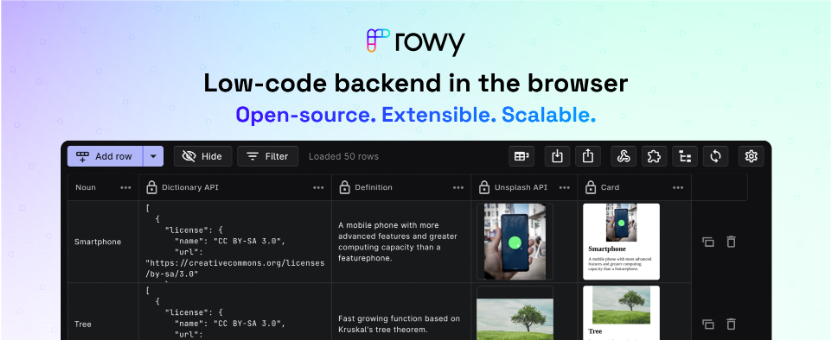 rowy
Low-code backend in the browser
Open-source. Extensible. Scalable.
Add row
Hide
Filter
Loaded 50 rows
Noun
Dictionary API
Definition
Unsplash API
Card
Smartphone
[
{
"license": {
"name": "CC BY-SA 3.0",
"url":
"https://creativecommons.org/licenses
/by-sa/3.0"
A mobile phone with more
advanced features and greater
computing capacity than a
featurephone.
Smartphone
A mobile phone with more advanced
features and greater computing
capacity than a featurephone.
Tree
[
{
"license": {
"name": "CC BY-SA 3.0",
"url":
Fast growing function based on
Kruskal's tree theorem.
Tree